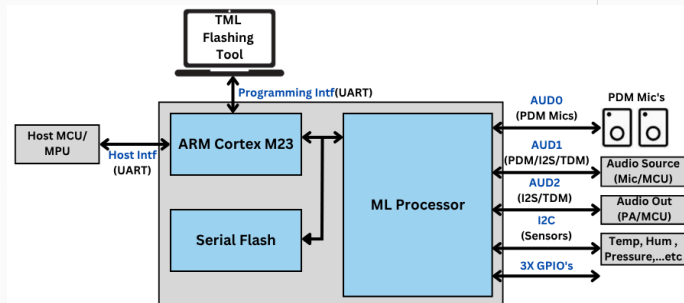 TML
Flashing
Tool
Programming Intf(UART)
Host MCU/
MPU
Host Intf
(UART)
ARM Cortex M23
Serial Flash
ML Processor
AUD0
(PDM Mics)
PDM Mic's
AUD1
(PDM/I2S/TDM)
Audio Source
(Mic/MCU)
AUD2
(I2S/TDM)
Audio Out
(PA/MCU)
I2C
(Sensors)
Temp, Hum ,
Pressure,...etc
3X GPIO's